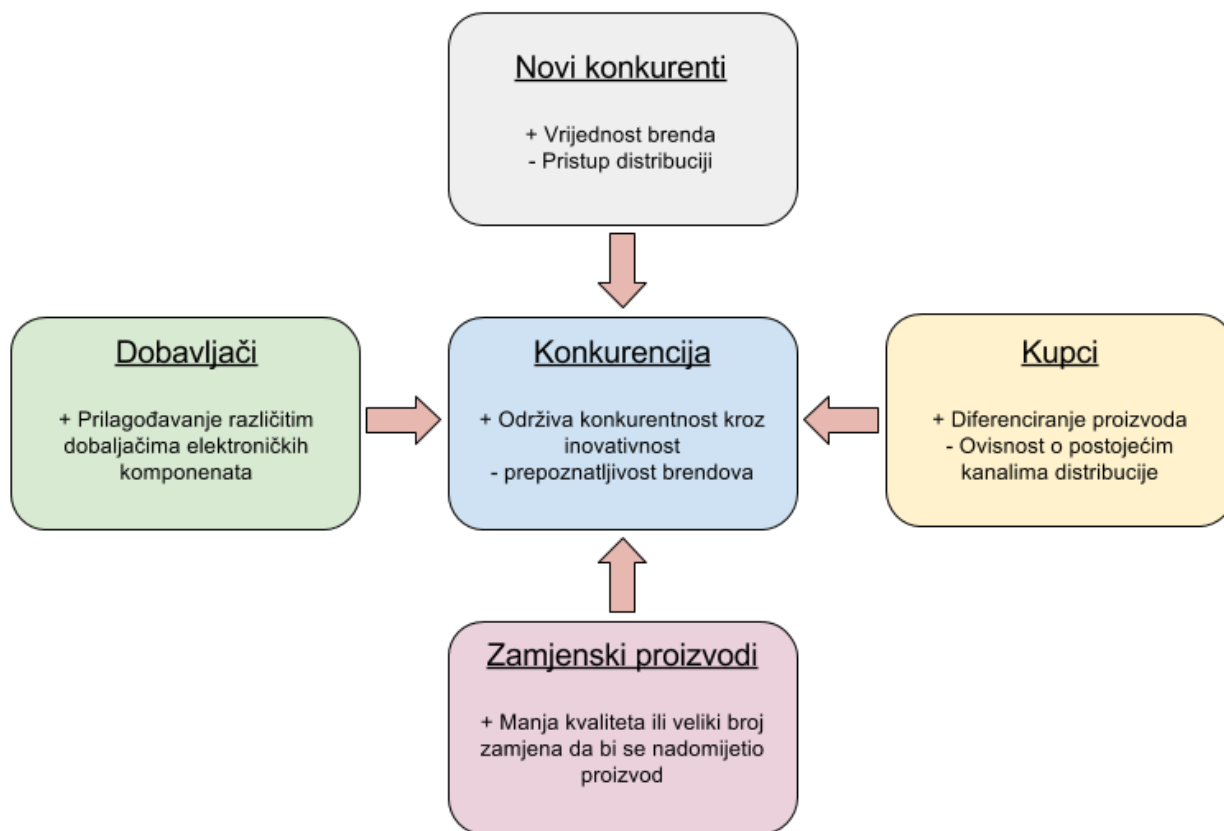 Novi konkurenti
+ Vrijednost brenda
- Pristup distribuciji
Dobavljači
+ Prilagođavanje različitim
dobaljačima elektroničkih
komponenata
Konkurencija
+ Održiva konkurentnost kroz
inovativnost
- prepoznatljivost brendova
Kupci
+ Diferenciranje proizvoda
- Ovisnost o postojećim
kanalima distribucije
Zamjenski proizvodi
+ Manja kvaliteta ili veliki broj
zamjena da bi se nadomijetio
proizvod